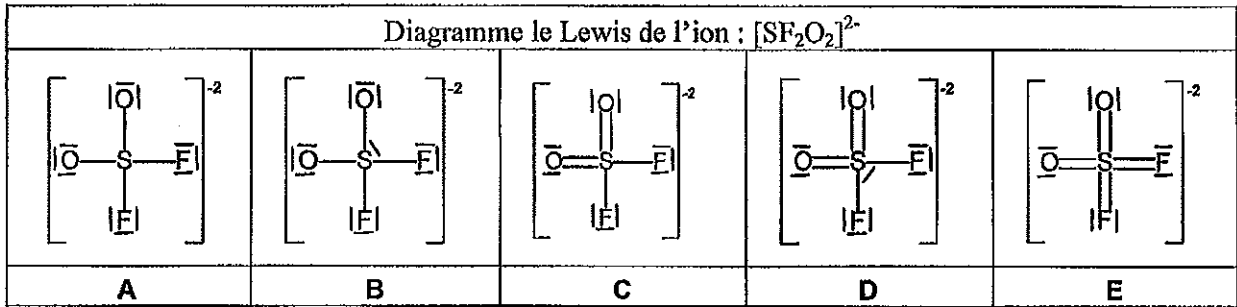 Diagramme le Lewis de l'ion : [SF₂O₂]²⁻
-2 -2 -2 -2 -2
O O O O O
O S F O S F O S F O S F O S F
F F F F F
A B C D E